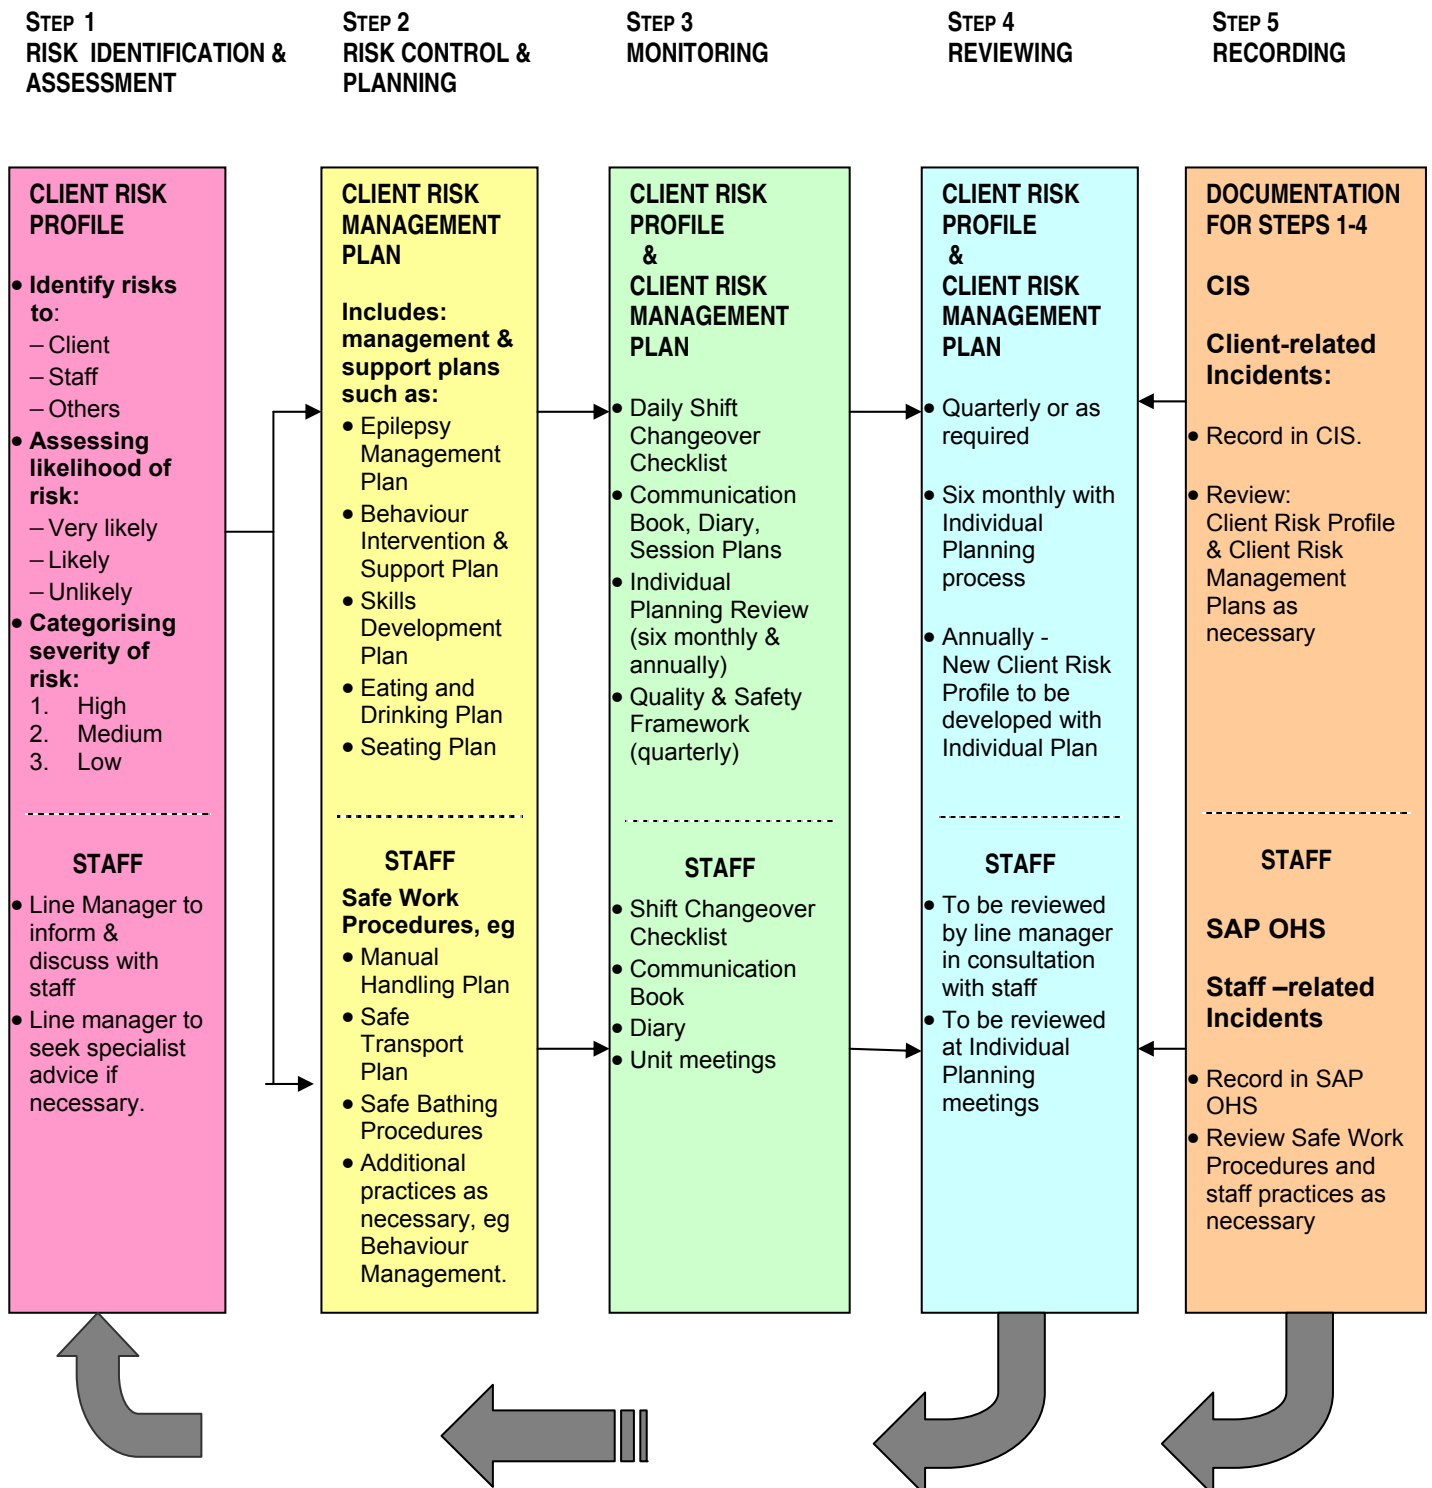 STEP 1
RISK IDENTIFICATION &
ASSESSMENT
STEP 2
RISK CONTROL &
PLANNING
STEP 3
MONITORING
STEP 4
REVIEWING
STEP 5
RECORDING
CLIENT RISK
PROFILE
• Identify risks
to:
– Client
– Staff
– Others
• Assessing
likelihood of
risk:
– Very likely
– Likely
– Unlikely
• Categorising
severity of
risk:
1. High
2. Medium
3. Low
STAFF
• Line Manager to
inform &
discuss with
staff
• Line manager to
seek specialist
advice if
necessary.
CLIENT RISK
MANAGEMENT
PLAN
Includes:
management &
support plans
such as:
• Epilepsy
Management
Plan
• Behaviour
Intervention &
Support Plan
• Skills
Development
Plan
• Eating and
Drinking Plan
• Seating Plan
STAFF
Safe Work
Procedures, eg
• Manual
Handling Plan
• Safe
Transport
Plan
• Safe Bathing
Procedures
• Additional
practices as
necessary, eg
Behaviour
Management.
CLIENT RISK
PROFILE
&
CLIENT RISK
MANAGEMENT
PLAN
• Daily Shift
Changeover
Checklist
• Communication
Book, Diary,
Session Plans
• Individual
Planning Review
(six monthly &
annually)
• Quality & Safety
Framework
(quarterly)
STAFF
• Shift Changeover
Checklist
• Communication
Book
• Diary
• Unit meetings
CLIENT RISK
PROFILE
&
CLIENT RISK
MANAGEMENT
PLAN
• Quarterly or as
required
• Six monthly with
Individual
Planning
process
• Annually -
New Client Risk
Profile to be
developed with
Individual Plan
STAFF
• To be reviewed
by line manager
in consultation
with staff
• To be reviewed
at Individual
Planning
meetings
DOCUMENTATION
FOR STEPS 1-4
CIS
Client-related
Incidents:
• Record in CIS.
• Review:
Client Risk Profile
& Client Risk
Management
Plans as
necessary
STAFF
SAP OHS
Staff –related
Incidents
• Record in SAP
OHS
• Review Safe Work
Procedures and
staff practices as
necessary